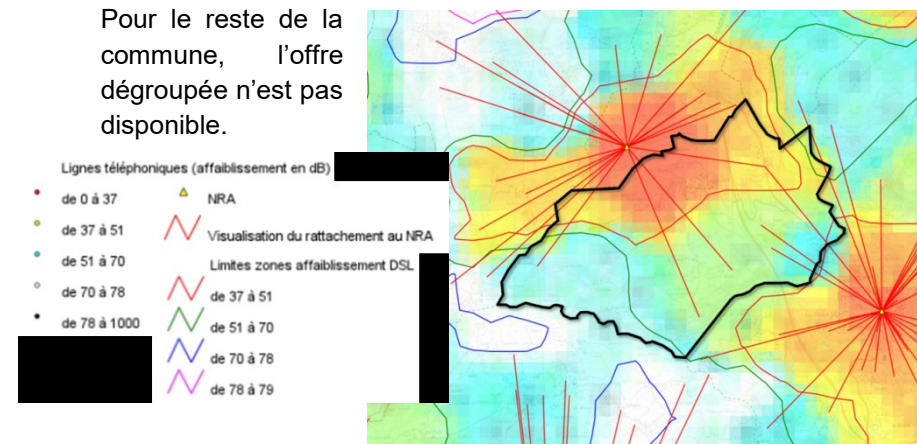 Pour le reste de la
commune, l’offre
dégroupée n’est pas
disponible.
Lignes téléphoniques (affaiblissement en dB)
de 0 à 37
de 37 à 51
de 51 à 70
de 70 à 78
de 78 à 1000
NRA
Visualisation du rattachement au NRA
Limites zones affaiblissement DSL
de 37 à 51
de 51 à 70
de 70 à 78
de 78 à 79